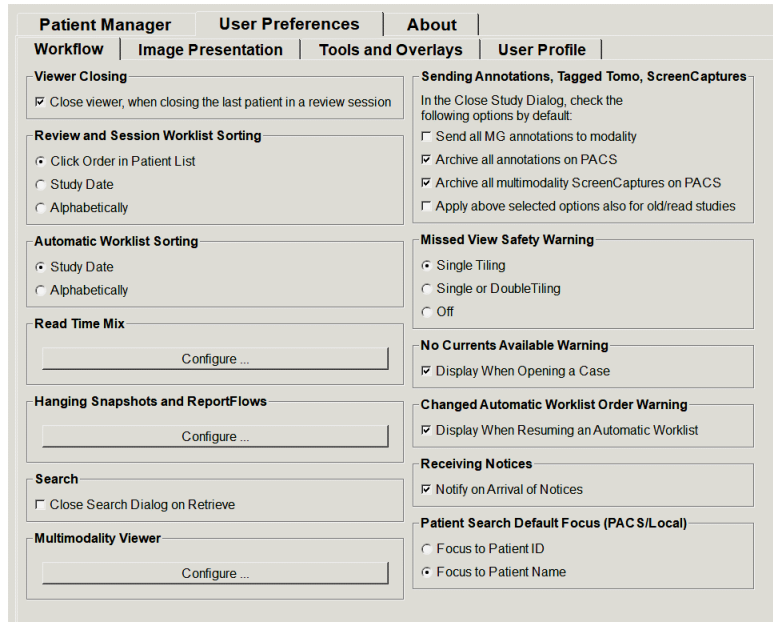 Patient Manager User Preferences About
Workflow Image Presentation Tools and Overlays User Profile
Viewer Closing
Close viewer, when closing the last patient in a review session
Review and Session Worklist Sorting
Click Order in Patient List
Study Date
Alphabetically
Automatic Worklist Sorting
Study Date
Alphabetically
Read Time Mix
Configure ...
Hanging Snapshots and ReportFlows
Configure ...
Search
Close Search Dialog on Retrieve
Multimodality Viewer
Configure ...
Sending Annotations, Tagged Tomo, ScreenCaptures
In the Close Study Dialog, check the
following options by default:
Send all MG annotations to modality
Archive all annotations on PACS
Archive all multimodality ScreenCaptures on PACS
Apply above selected options also for old/read studies
Missed View Safety Warning
Single Tiling
Single or DoubleTiling
Off
No Currents Available Warning
Display When Opening a Case
Changed Automatic Worklist Order Warning
Display When Resuming an Automatic Worklist
Receiving Notices
Notify on Arrival of Notices
Patient Search Default Focus (PACS/Local)
Focus to Patient ID
Focus to Patient Name